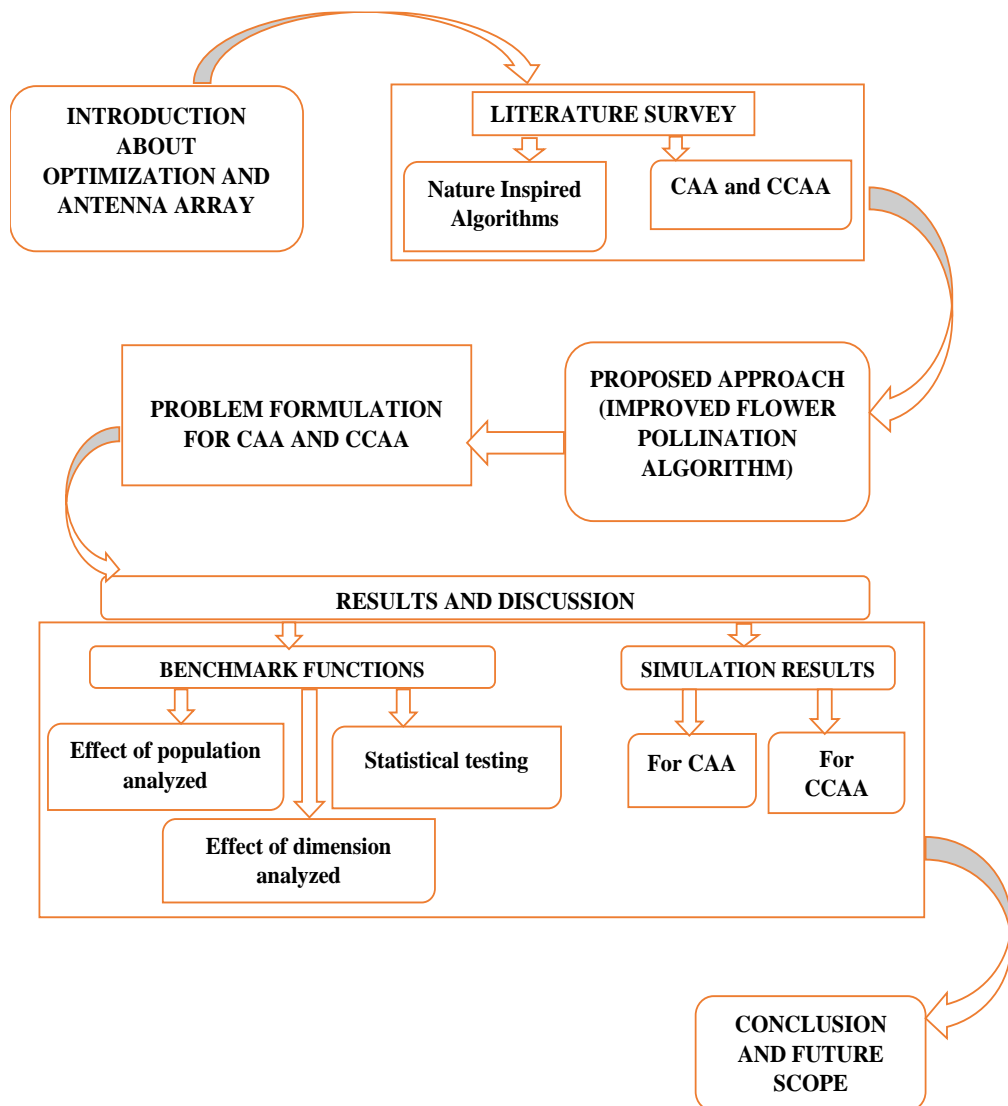 INTRODUCTION
ABOUT
OPTIMIZATION AND
ANTENNA ARRAY
LITERATURE SURVEY
Nature Inspired
Algorithms
CAA and CCAA
PROPOSED APPROACH
(IMPROVED FLOWER
POLLINATION
ALGORITHM)
PROBLEM FORMULATION
FOR CAA AND CCAA
RESULTS AND DISCUSSION
BENCHMARK FUNCTIONS
Effect of population
analyzed
Effect of dimension
analyzed
Statistical testing
SIMULATION RESULTS
For CAA
For
CCAA
CONCLUSION
AND FUTURE
SCOPE